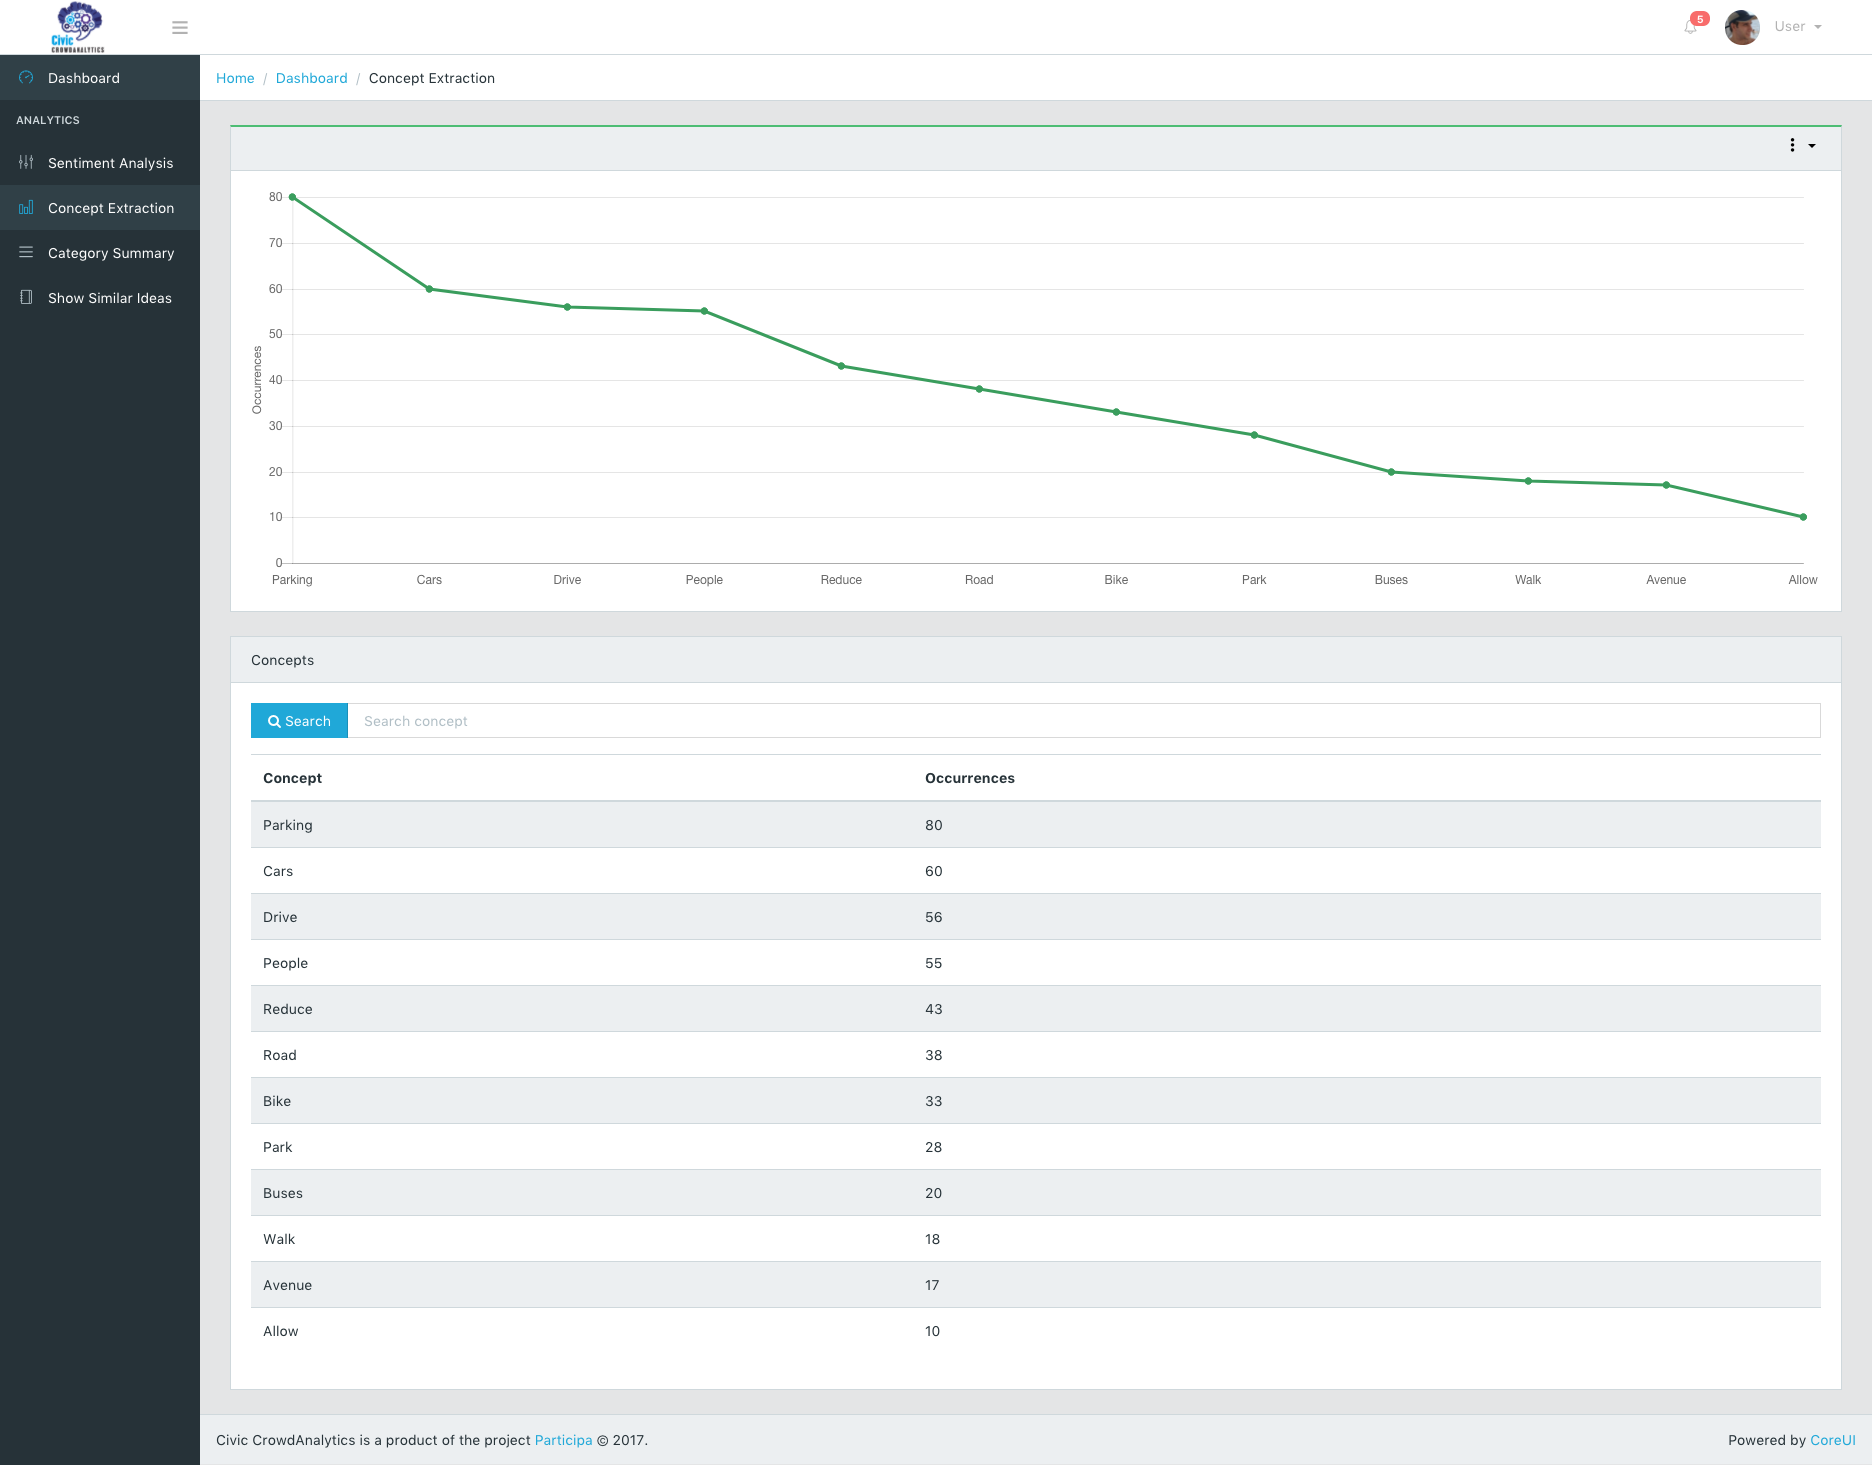 Civic
CROWDANALYTICS
5
User
Dashboard
ANALYTICS
Sentiment Analysis
Concept Extraction
Category Summary
Show Similar Ideas
Home / Dashboard / Concept Extraction
80
70
60
50
40
30
20
10
0
Occurrences
Parking Cars Drive People Reduce Road Bike Park Buses Walk Avenue Allow
Concepts
Search Search concept
Concept Occurrences
Parking 80
Cars 60
Drive 56
People 55
Reduce 43
Road 38
Bike 33
Park 28
Buses 20
Walk 18
Avenue 17
Allow 10
Civic CrowdAnalytics is a product of the project Participa © 2017.
Powered by CoreUI